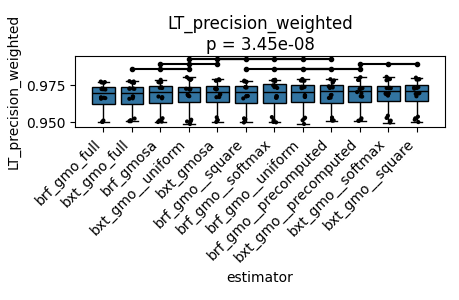 LT_precision_weighted
p = 3.45e-08
LT_precision_weighted
0.975
0.950
brf_gmo_full
bxt_gmo_full
brf_gmosa
bxt_gmo__uniform
bxt_gmosa
brf_gmo__square
brf_gmo__softmax
brf_gmo__uniform
brf_gmo__precomputed
bxt_gmo__precomputed
bxt_gmo__softmax
bxt_gmo__square
estimator